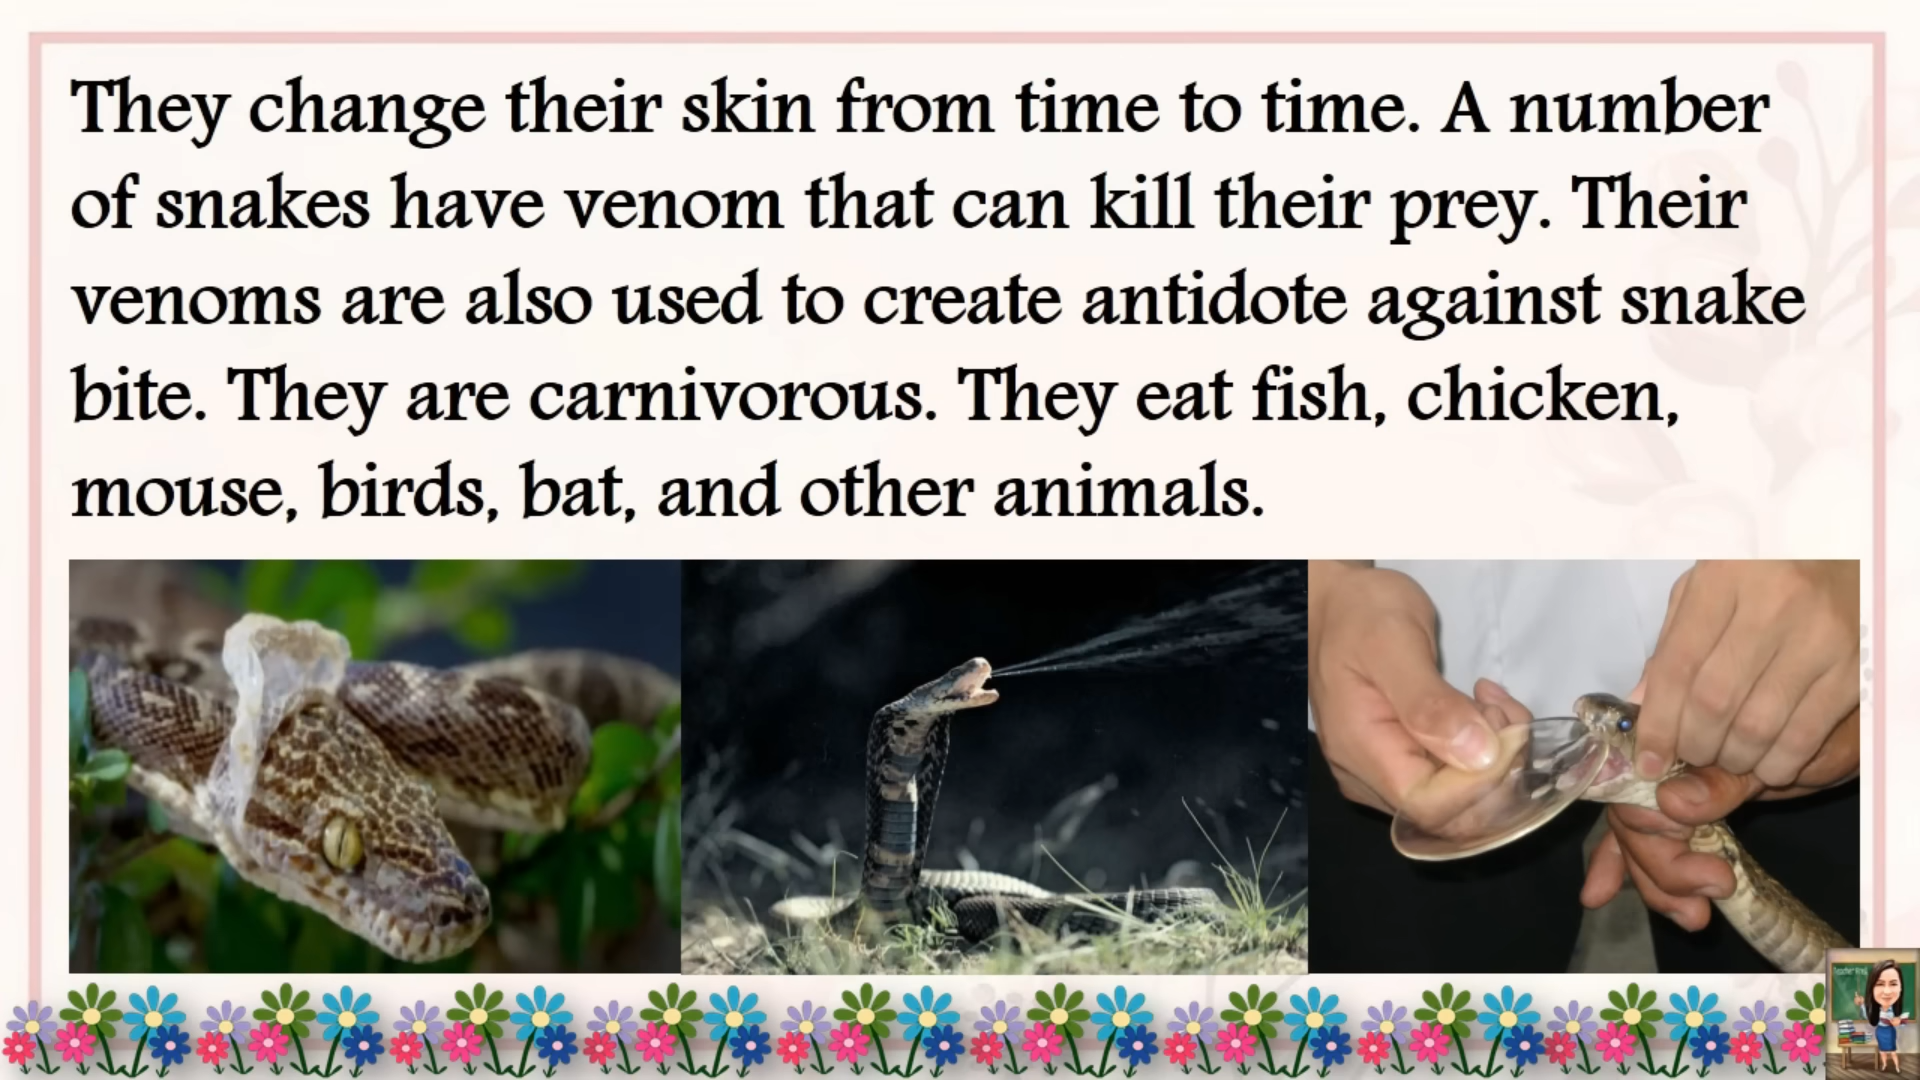 They change their skin from time to time. A number
of snakes have venom that can kill their prey. Their
venoms are also used to create antidote against snake
bite. They are carnivorous. They eat fish, chicken,
mouse, birds, bat, and other animals.